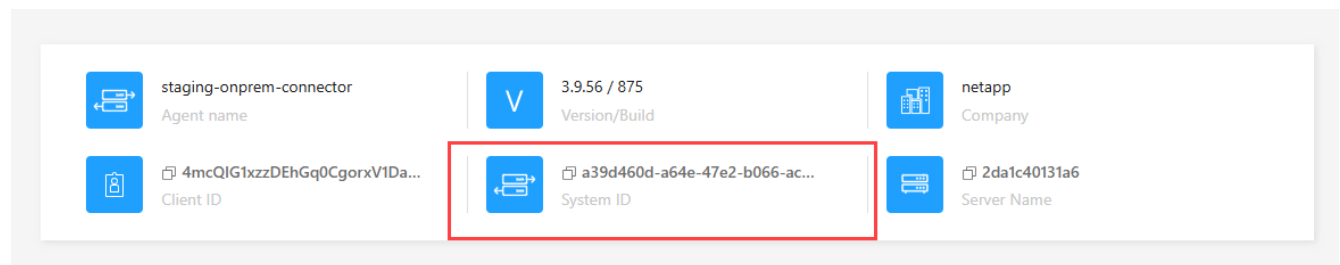 staging-onprem-connector
Agent name
V
3.9.56 / 875
Version/Build
netapp
Company
4mcQIG1xzzDEhGq0CgorxV1Da...
Client ID
a39d460d-a64e-47e2-b066-ac...
System ID
2da1c40131a6
Server Name